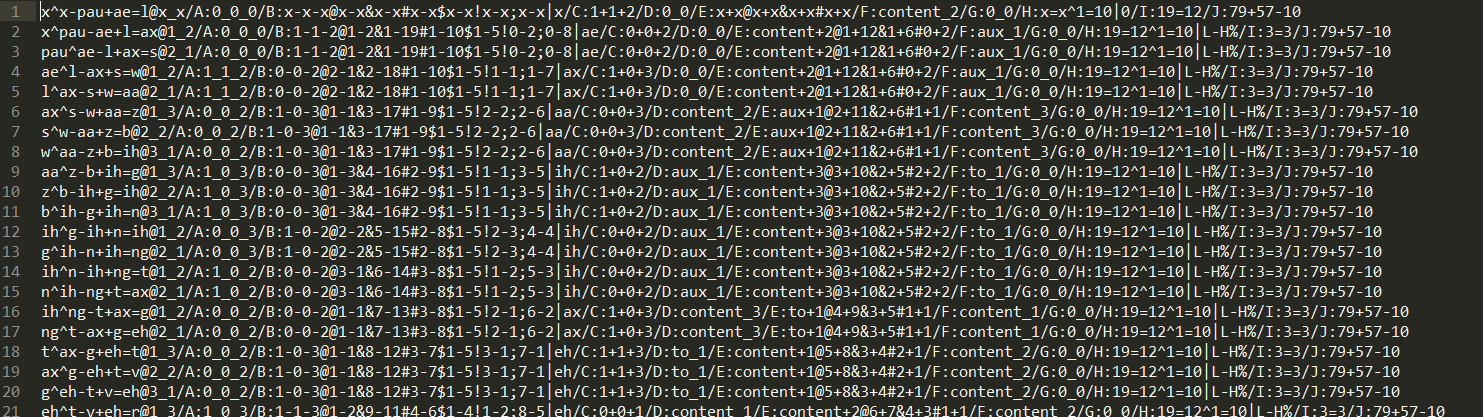 1 x^x-pau+ae=l@x_x/A:0_0_0/B:x-x-x@x-x&x-x#x-x$x-x!x-x;x-x|x/C:1+1+2/D:0_0/E:x+x@x+x&x+x#x+x/F:content_2/G:0_0/H:x=x^1=10|0/I:19=12/J:79+57-10
2 x^pau-ae+l=ax@1_2/A:0_0_0/B:1-1-2@1-2&1-19#1-10$1-5!0-2;0-8|ae/C:0+0+2/D:0_0/E:content+2@1+12&1+6#0+2/F:aux_1/G:0_0/H:19=12^1=10|L-H%/I:3=3/J:79+57-10
3 pau^ae-l+ax=s@2_1/A:0_0_0/B:1-1-2@1-2&1-19#1-10$1-5!0-2;0-8|ae/C:0+0+2/D:0_0/E:content+2@1+12&1+6#0+2/F:aux_1/G:0_0/H:19=12^1=10|L-H%/I:3=3/J:79+57-10
4 ae^l-ax+s=w@1_2/A:1_1_2/B:0-0-2@2-1&2-18#1-10$1-5!1-1;1-7|ax/C:1+0+3/D:0_0/E:content+2@1+12&1+6#0+2/F:aux_1/G:0_0/H:19=12^1=10|L-H%/I:3=3/J:79+57-10
5 l^ax-s+w=aa@2_1/A:1_1_2/B:0-0-2@2-1&2-18#1-10$1-5!1-1;1-7|ax/C:1+0+3/D:0_0/E:content+2@1+12&1+6#0+2/F:aux_1/G:0_0/H:19=12^1=10|L-H%/I:3=3/J:79+57-10
6 ax^s-w+aa=z@1_3/A:0_0_2/B:1-0-3@1-1&3-17#1-9$1-5!2-2;2-6|aa/C:0+0+3/D:content_2/E:aux+1@2+11&2+6#1+1/F:content_3/G:0_0/H:19=12^1=10|L-H%/I:3=3/J:79+57-10
7 s^w-aa+z=b@2_2/A:0_0_2/B:1-0-3@1-1&3-17#1-9$1-5!2-2;2-6|aa/C:0+0+3/D:content_2/E:aux+1@2+11&2+6#1+1/F:content_3/G:0_0/H:19=12^1=10|L-H%/I:3=3/J:79+57-10
8 w^aa-z+b=ih@3_1/A:0_0_2/B:1-0-3@1-1&3-17#1-9$1-5!2-2;2-6|aa/C:0+0+3/D:content_2/E:aux+1@2+11&2+6#1+1/F:content_3/G:0_0/H:19=12^1=10|L-H%/I:3=3/J:79+57-10
9 aa^z-b+ih=g@1_3/A:1_0_3/B:0-0-3@1-3&4-16#2-9$1-5!1-1;3-5|ih/C:1+0+2/D:aux_1/E:content+3@3+10&2+5#2+2/F:to_1/G:0_0/H:19=12^1=10|L-H%/I:3=3/J:79+57-10
10 z^b-ih+g=ih@2_2/A:1_0_3/B:0-0-3@1-3&4-16#2-9$1-5!1-1;3-5|ih/C:1+0+2/D:aux_1/E:content+3@3+10&2+5#2+2/F:to_1/G:0_0/H:19=12^1=10|L-H%/I:3=3/J:79+57-10
11 b^ih-g+ih=n@3_1/A:1_0_3/B:0-0-3@1-3&4-16#2-9$1-5!1-1;3-5|ih/C:1+0+2/D:aux_1/E:content+3@3+10&2+5#2+2/F:to_1/G:0_0/H:19=12^1=10|L-H%/I:3=3/J:79+57-10
12 ih^g-ih+n=ih@1_2/A:0_0_3/B:1-0-2@2-2&5-15#2-8$1-5!2-3;4-4|ih/C:0+0+2/D:aux_1/E:content+3@3+10&2+5#2+2/F:to_1/G:0_0/H:19=12^1=10|L-H%/I:3=3/J:79+57-10
13 g^ih-n+ih=ng@2_1/A:0_0_3/B:1-0-2@2-2&5-15#2-8$1-5!2-3;4-4|ih/C:0+0+2/D:aux_1/E:content+3@3+10&2+5#2+2/F:to_1/G:0_0/H:19=12^1=10|L-H%/I:3=3/J:79+57-10
14 ih^n-ih+ng=t@1_2/A:1_0_2/B:0-0-2@3-1&6-14#3-8$1-5!1-2;5-3|ih/C:0+0+2/D:aux_1/E:content+3@3+10&2+5#2+2/F:to_1/G:0_0/H:19=12^1=10|L-H%/I:3=3/J:79+57-10
15 n^ih-ng+t=ax@2_1/A:1_0_2/B:0-0-2@3-1&6-14#3-8$1-5!1-2;5-3|ih/C:0+0+2/D:aux_1/E:content+3@3+10&2+5#2+2/F:to_1/G:0_0/H:19=12^1=10|L-H%/I:3=3/J:79+57-10
16 ih^ng-t+ax=g@1_2/A:0_0_2/B:0-0-2@1-1&7-13#3-8$1-5!2-1;6-2|ax/C:1+0+3/D:content_3/E:to+1@4+9&3+5#1+1/F:content_1/G:0_0/H:19=12^1=10|L-H%/I:3=3/J:79+57-10
17 ng^t-ax+g=eh@2_1/A:0_0_2/B:0-0-2@1-1&7-13#3-8$1-5!2-1;6-2|ax/C:1+0+3/D:content_3/E:to+1@4+9&3+5#1+1/F:content_1/G:0_0/H:19=12^1=10|L-H%/I:3=3/J:79+57-10
18 t^ax-g+eh=t@1_3/A:0_0_2/B:1-0-3@1-1&8-12#3-7$1-5!3-1;7-1|eh/C:1+1+3/D:to_1/E:content+1@5+8&3+4#2+1/F:content_2/G:0_0/H:19=12^1=10|L-H%/I:3=3/J:79+57-10
19 ax^g-eh+t=v@2_2/A:0_0_2/B:1-0-3@1-1&8-12#3-7$1-5!3-1;7-1|eh/C:1+1+3/D:to_1/E:content+1@5+8&3+4#2+1/F:content_2/G:0_0/H:19=12^1=10|L-H%/I:3=3/J:79+57-10
20 g^eh-t+v=eh@3_1/A:0_0_2/B:1-0-3@1-1&8-12#3-7$1-5!3-1;7-1|eh/C:1+1+3/D:to_1/E:content+1@5+8&3+4#2+1/F:content_2/G:0_0/H:19=12^1=10|L-H%/I:3=3/J:79+57-10
21 eh^t-v+eh=r@1_3/A:1_0_3/B:1-1-3@1-2&9-11#4-6$1-4!1-2;8-5|eh/C:0+0+1/D:content_1/E:content+2@6+7&4+3#1+1/F:content_2/G:0_0/H:19=12^1=10|L-H%/I:3=3/J:79+57-10